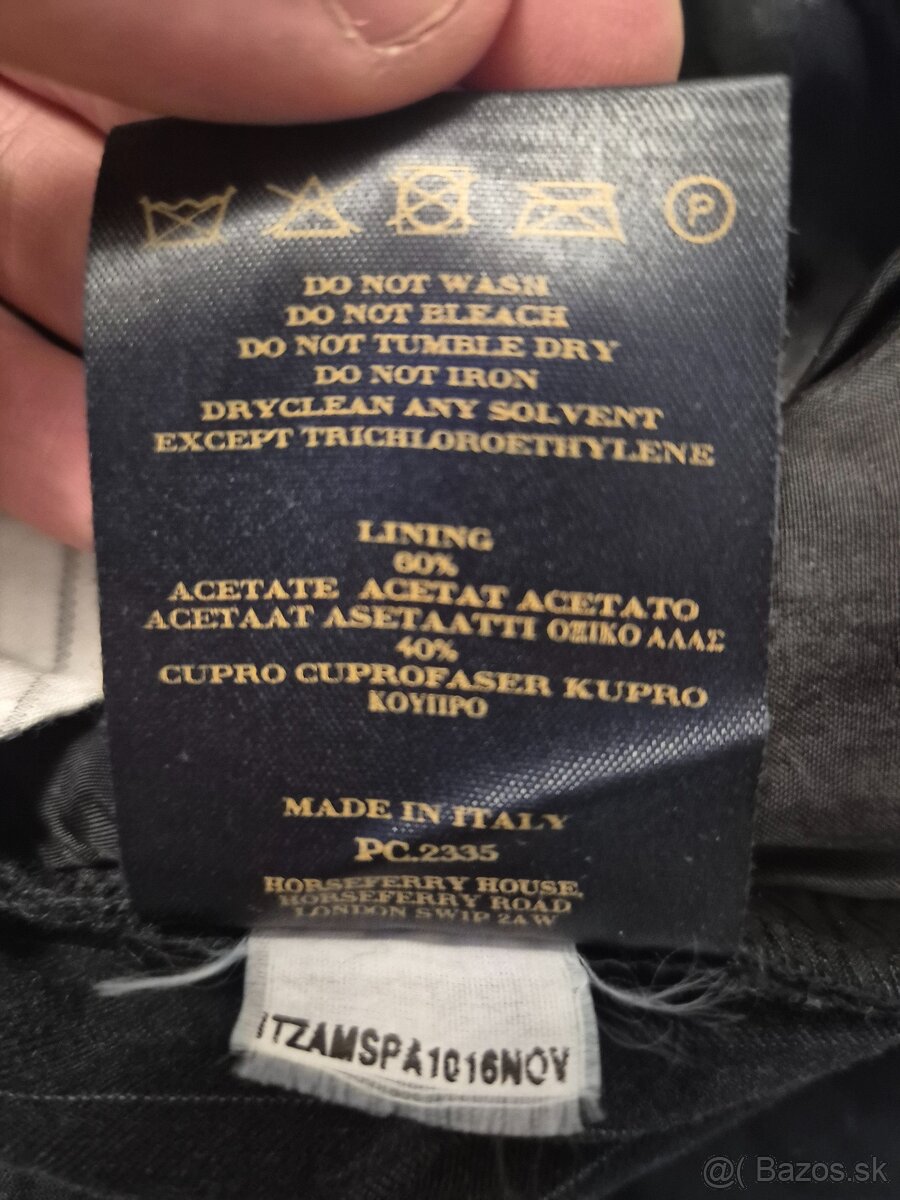 P
DO NOT WASH
DO NOT BLEACH
DO NOT TUMBLE DRY
DO NOT IRON
DRYCLEAN ANY SOLVENT
EXCEPT TRICHLOROETHYLENE
LINING
60%
ACETATE ACETAT ACETATO
ACETAAT ASETAATTI ΟΞΙΚΟ ΑΛΑΣ
40%
CUPRO CUPROFASER KUPRO
ΚΟΥΠΡΟ
MADE IN ITALY
PC.2335
HORSEFERRY HOUSE
HORSEFERRY ROAD
LONDON SW1P 2AW
ITZAMSPA1016NOV
@( Bazos.sk